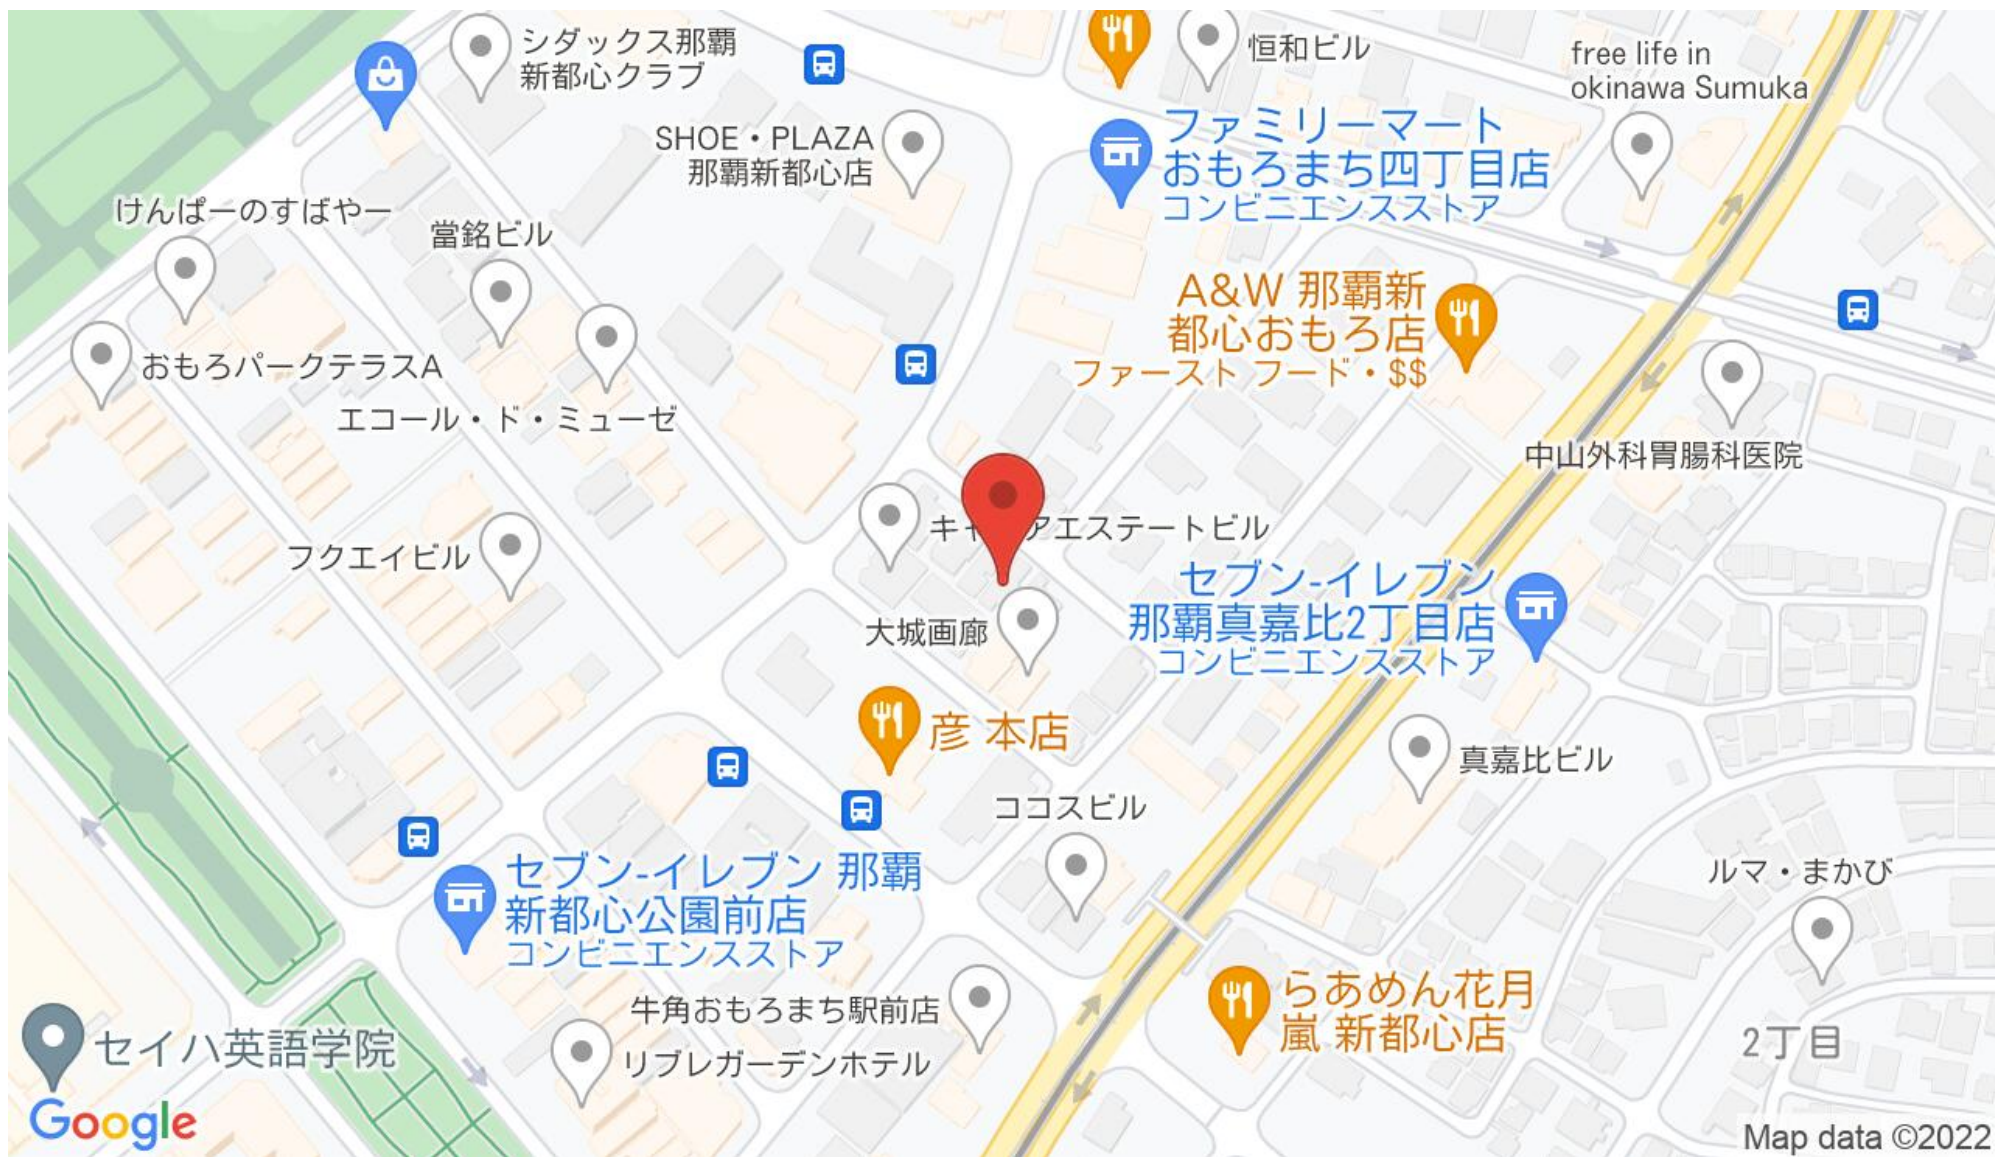 シダックス那覇
新都心クラブ
恒和ビル
free life in
okinawa Sumuka
SHOE・PLAZA
那覇新都心店
ファミリーマート
おもろまち四丁目店
コンビニエンスストア
けんぱーのすばやー
當銘ビル
A&W 那覇新
都心おもろ店
ファースト フード・$$
おもろパークテラスA
エコール・ド・ミューゼ
中山外科胃腸科医院
フクエイビル
アエステートビル
セブン-イレブン
那覇真嘉比2丁目店
コンビニエンスストア
大城画廊
彦 本店
真嘉比ビル
ココスビル
セブン-イレブン 那覇
新都心公園前店
コンビニエンスストア
ルマ・まかび
牛角おもろまち駅前店
らあめん花月
嵐 新都心店
セイハ英語学院
リブレガーデンホテル
2丁目
Google
Map data ©2022